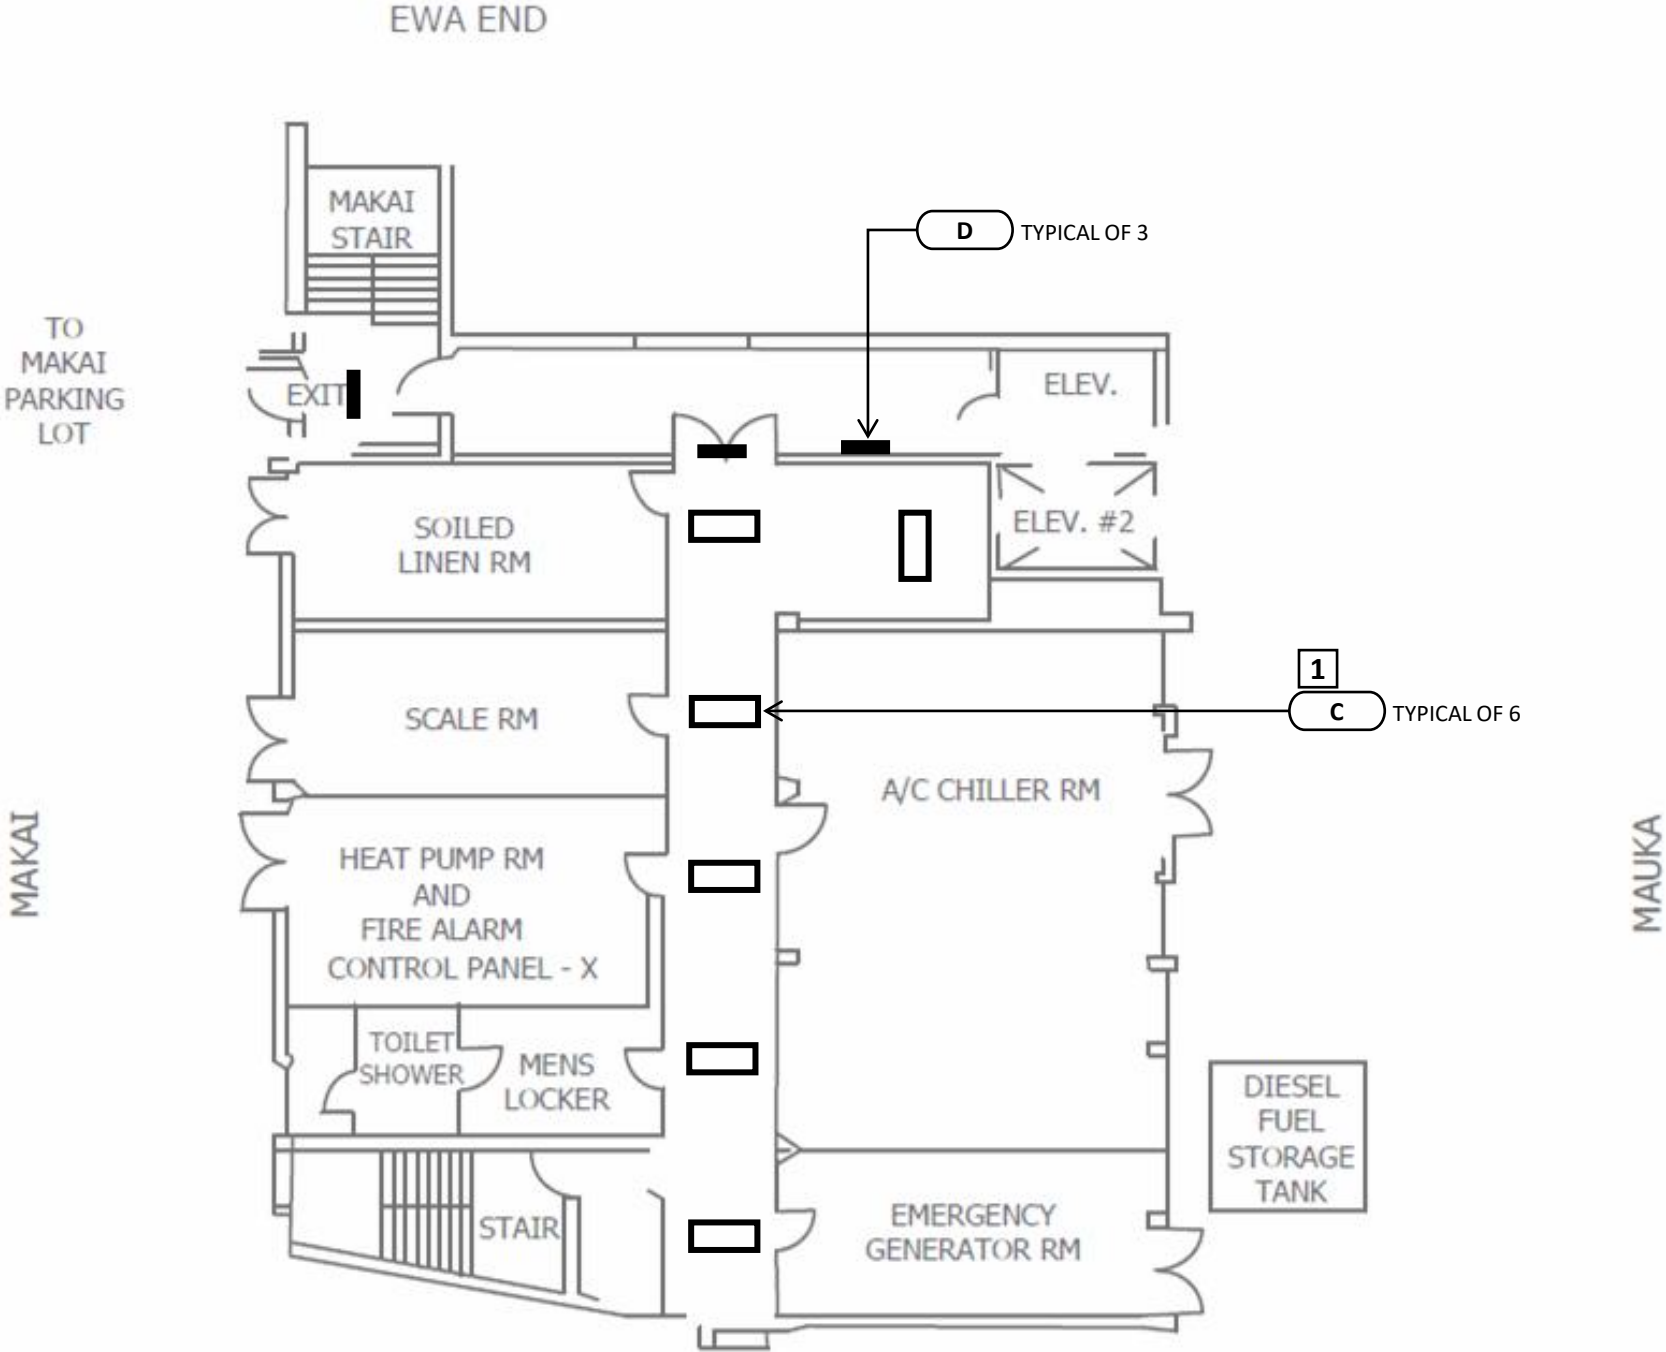 EWA END
MAKAI
STAIR
D
TYPICAL OF 3
TO
MAKAI
PARKING
LOT
EXIT
ELEV.
SOILED
LINEN RM
ELEV. #2
1
C
TYPICAL OF 6
SCALE RM
A/C CHILLER RM
MAKAI
MAUKA
HEAT PUMP RM
AND
FIRE ALARM
CONTROL PANEL - X
TOILET
SHOWER
MENS
LOCKER
DIESEL
FUEL
STORAGE
TANK
STAIR
EMERGENCY
GENERATOR RM